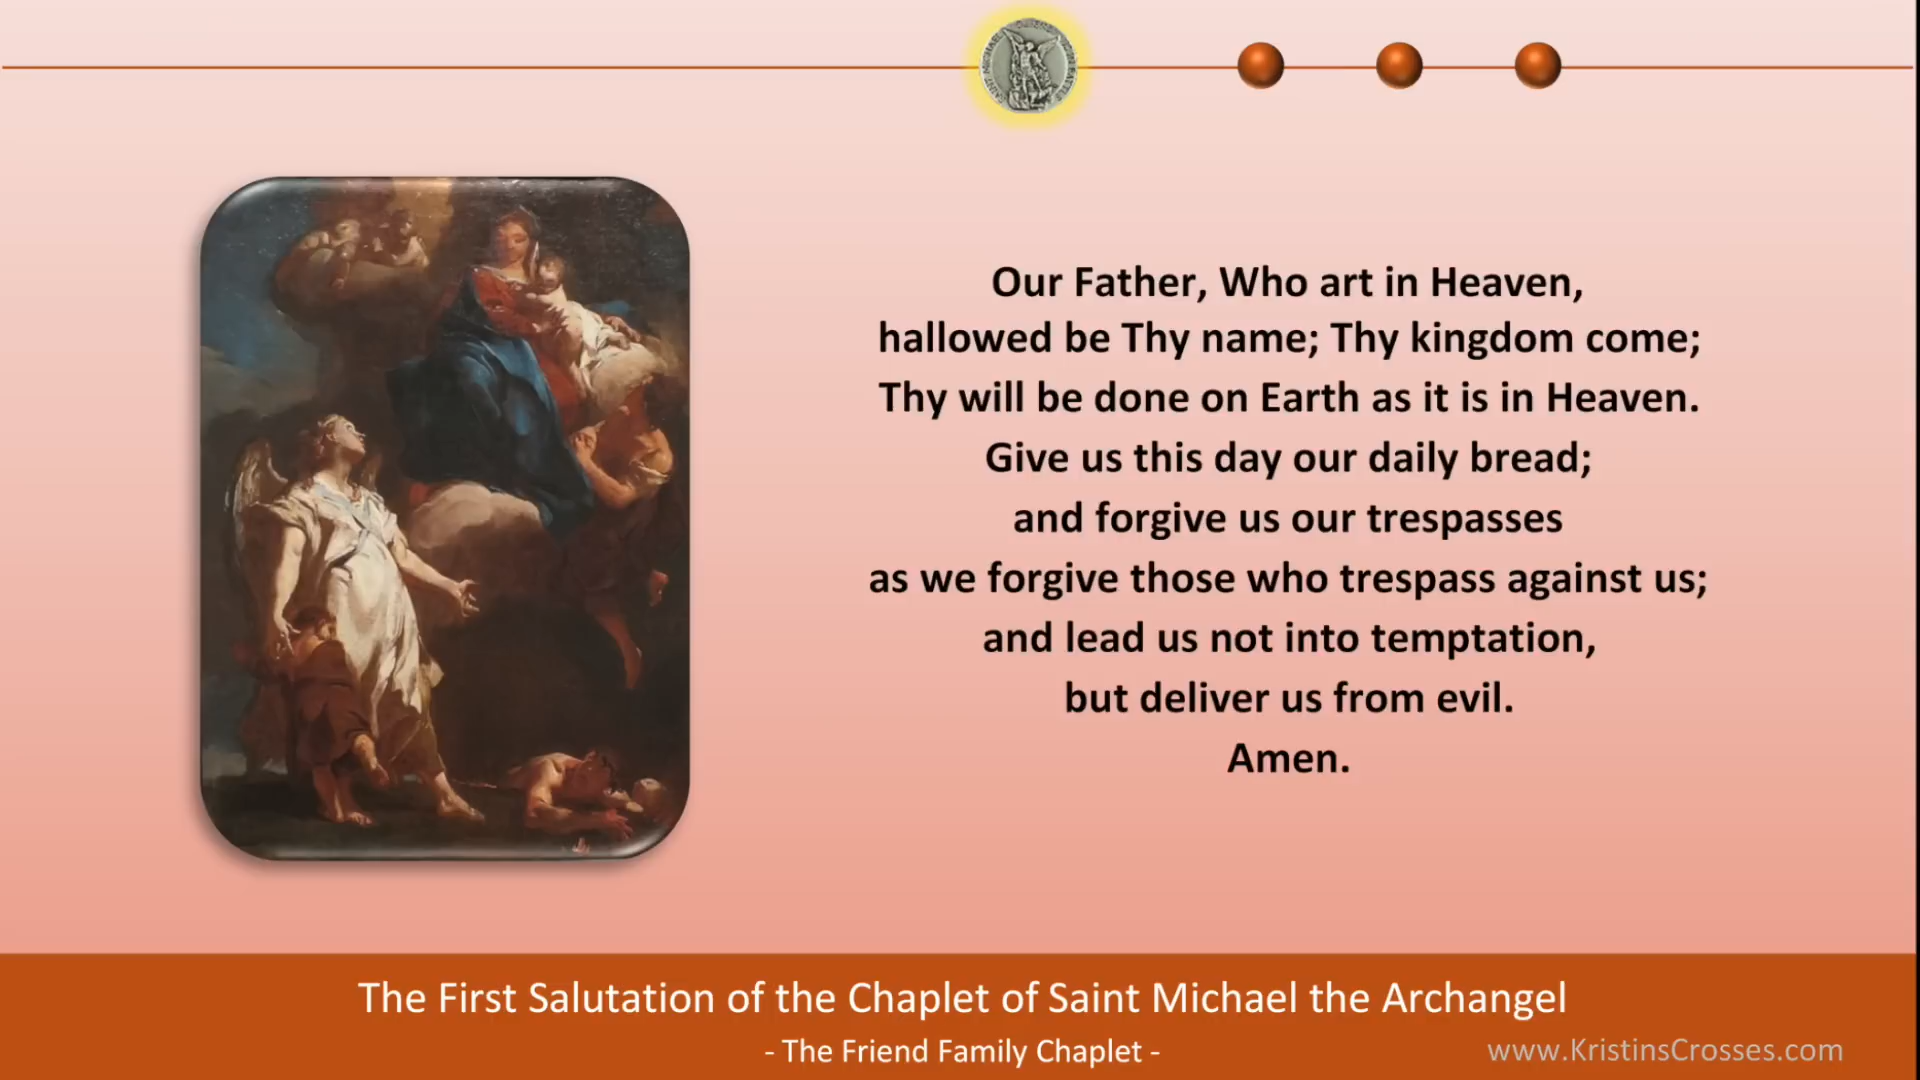 Our Father, Who art in Heaven,
hallowed be Thy name; Thy kingdom come;
Thy will be done on Earth as it is in Heaven.
Give us this day our daily bread;
and forgive us our trespasses
as we forgive those who trespass against us;
and lead us not into temptation,
but deliver us from evil.
Amen.
The First Salutation of the Chaplet of Saint Michael the Archangel
- The Friend Family Chaplet -
www.KristinsCrosses.com